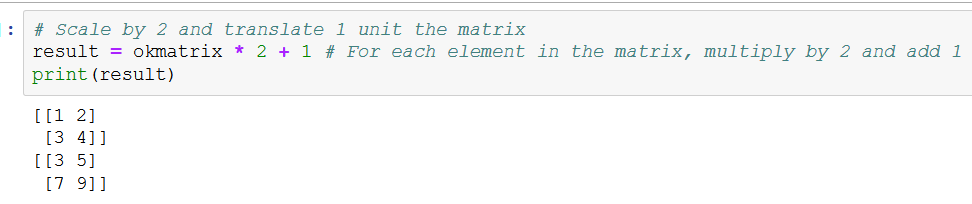 : # Scale by 2 and translate 1 unit the matrix
result = okmatrix * 2 + 1 # For each element in the matrix, multiply by 2 and add 1
print(result)
[[1 2]
 [3 4]]
[[3 5]
 [7 9]]